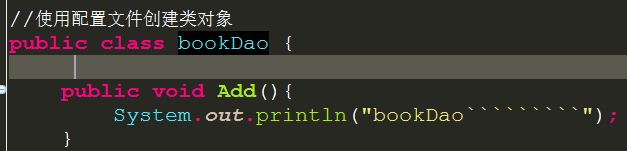 //使用配置文件创建类对象
public class bookDao {
public void Add(){
System.out.println("bookDao`````````");
}